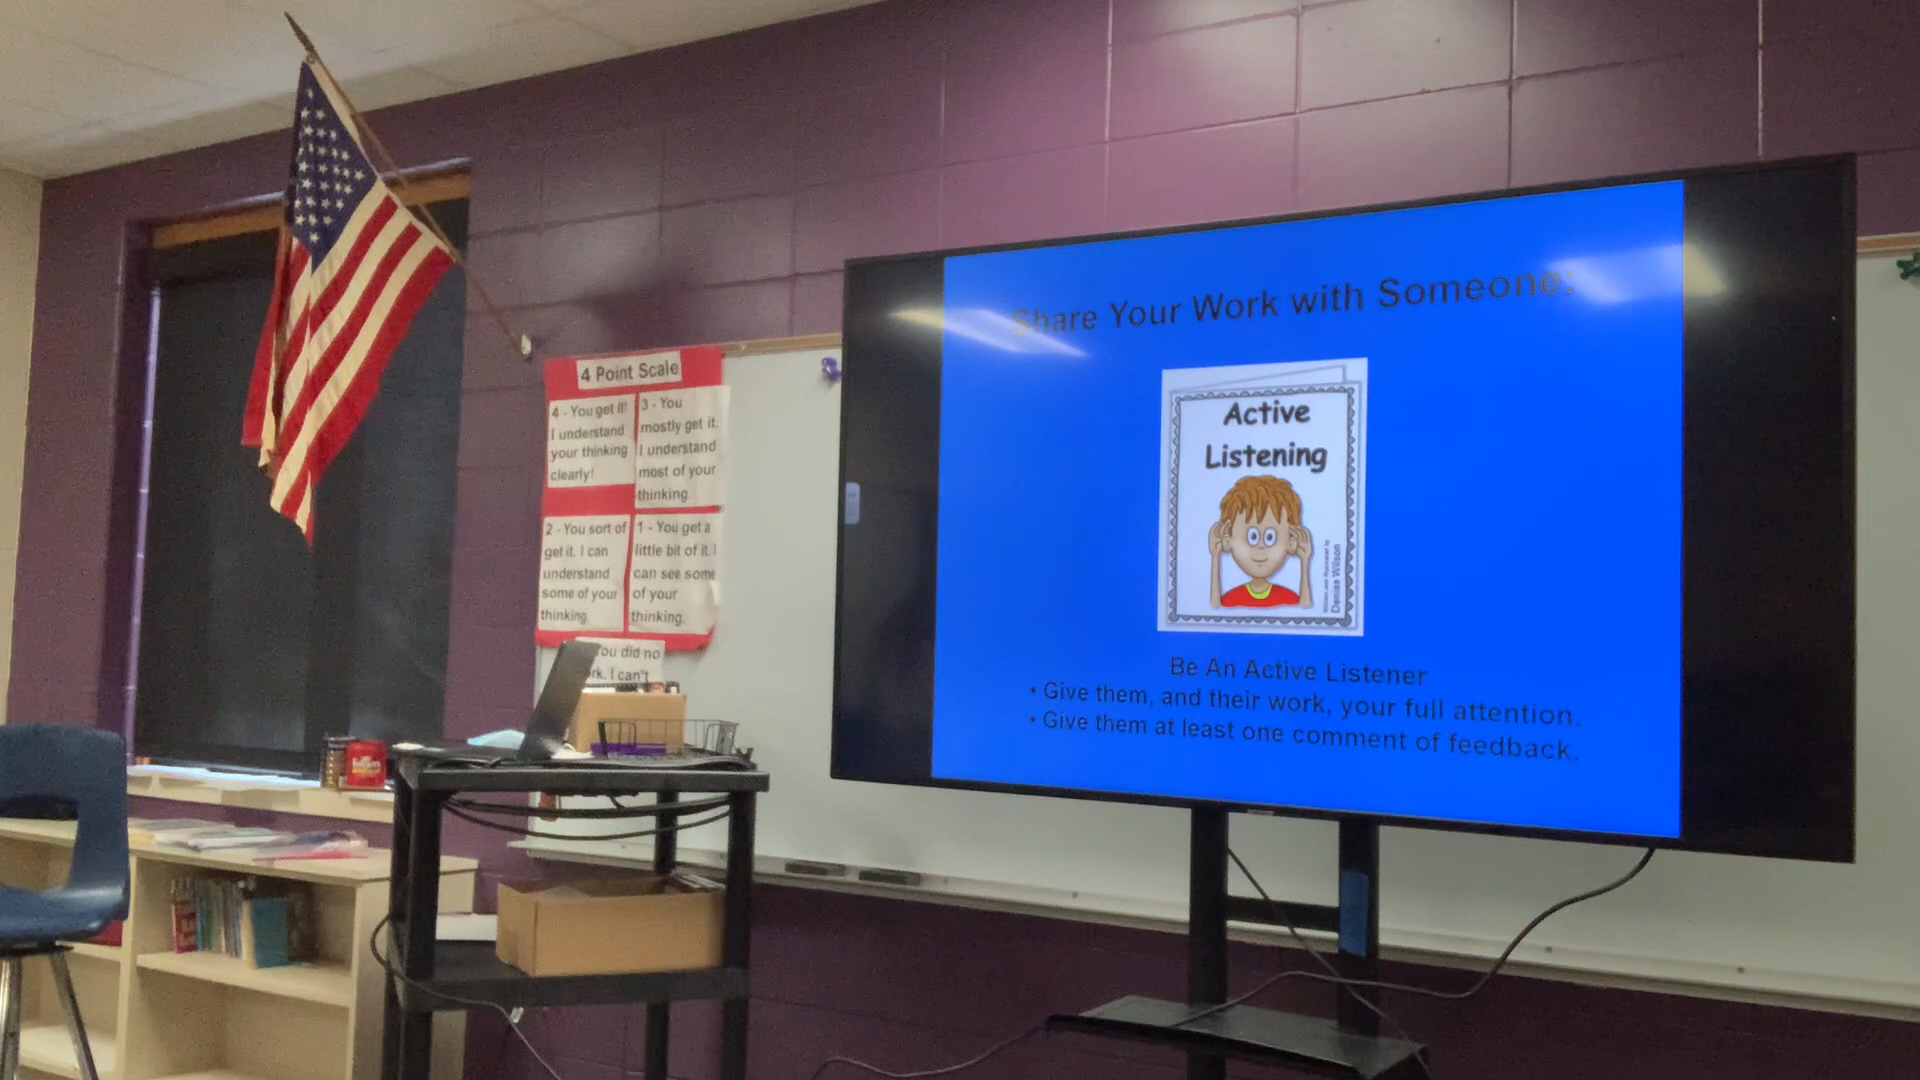 4 Point Scale
4 - You get it!
I understand
your thinking
clearly!
3 - You
mostly get it.
I understand
most of your
thinking.
2 - You sort of
get it. I can
understand
some of your
thinking.
1 - You get a
little bit of it. I
can see some
of your
thinking.
ou did no
rk. I can't
Share Your Work with Someone:
Active
Listening
Denise Wilson
Be An Active Listener
• Give them, and their work, your full attention.
• Give them at least one comment of feedback.